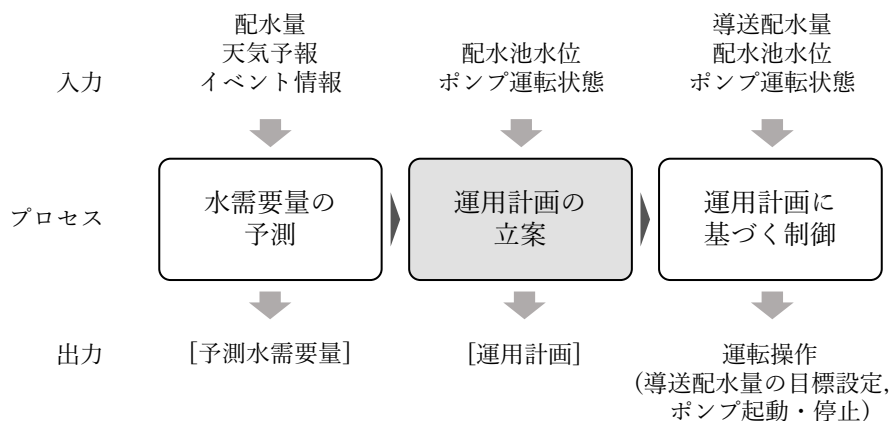 配水量
天気予報
イベント情報
配水池水位
ポンプ運転状態
導送配水量
配水池水位
ポンプ運転状態
入力
プロセス
水需要量の
予測
運用計画の
立案
運用計画に
基づく制御
出力
[予測水需要量]
[運用計画]
運転操作
(導送配水量の目標設定,
ポンプ起動・停止)